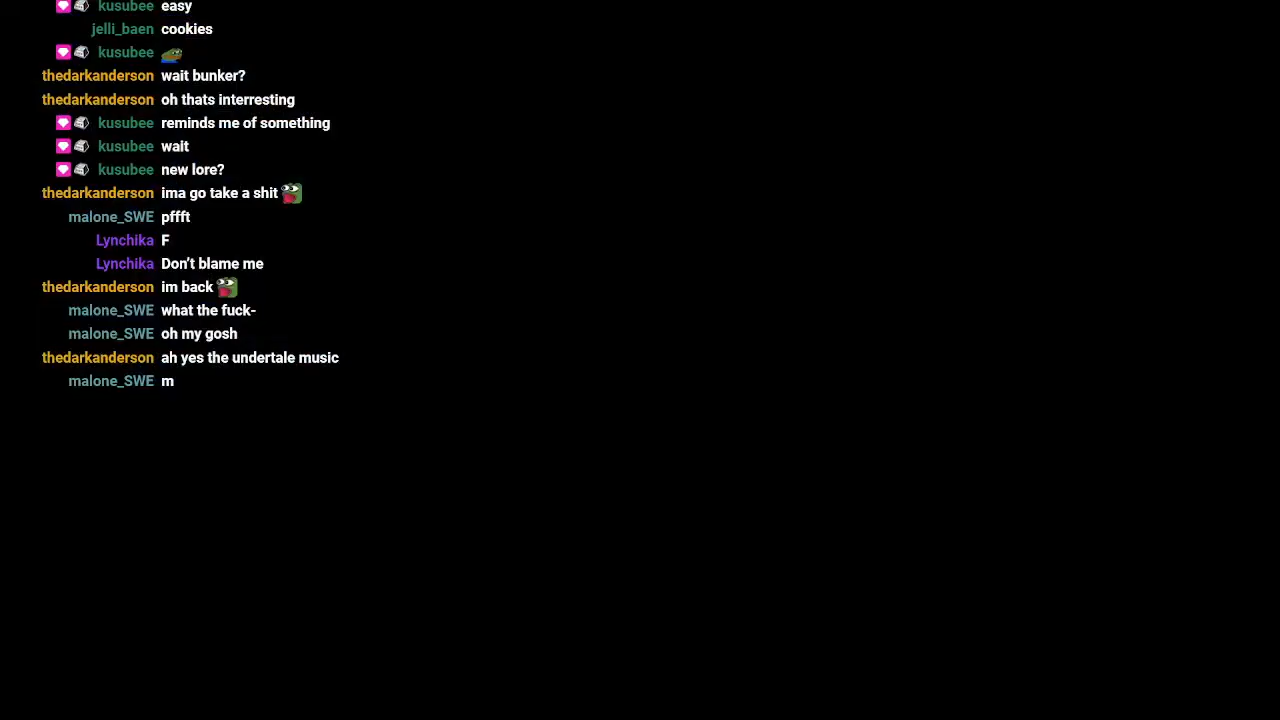 kusubee easy
jelli_baen cookies
kusubee
thedarkanderson wait bunker?
thedarkanderson oh thats interresting
kusubee reminds me of something
kusubee wait
kusubee new lore?
thedarkanderson ima go take a shit
malone_SWE pffft
Lynchika F
Lynchika Don’t blame me
thedarkanderson im back
malone_SWE what the fuck-
malone_SWE oh my gosh
thedarkanderson ah yes the undertale music
malone_SWE m